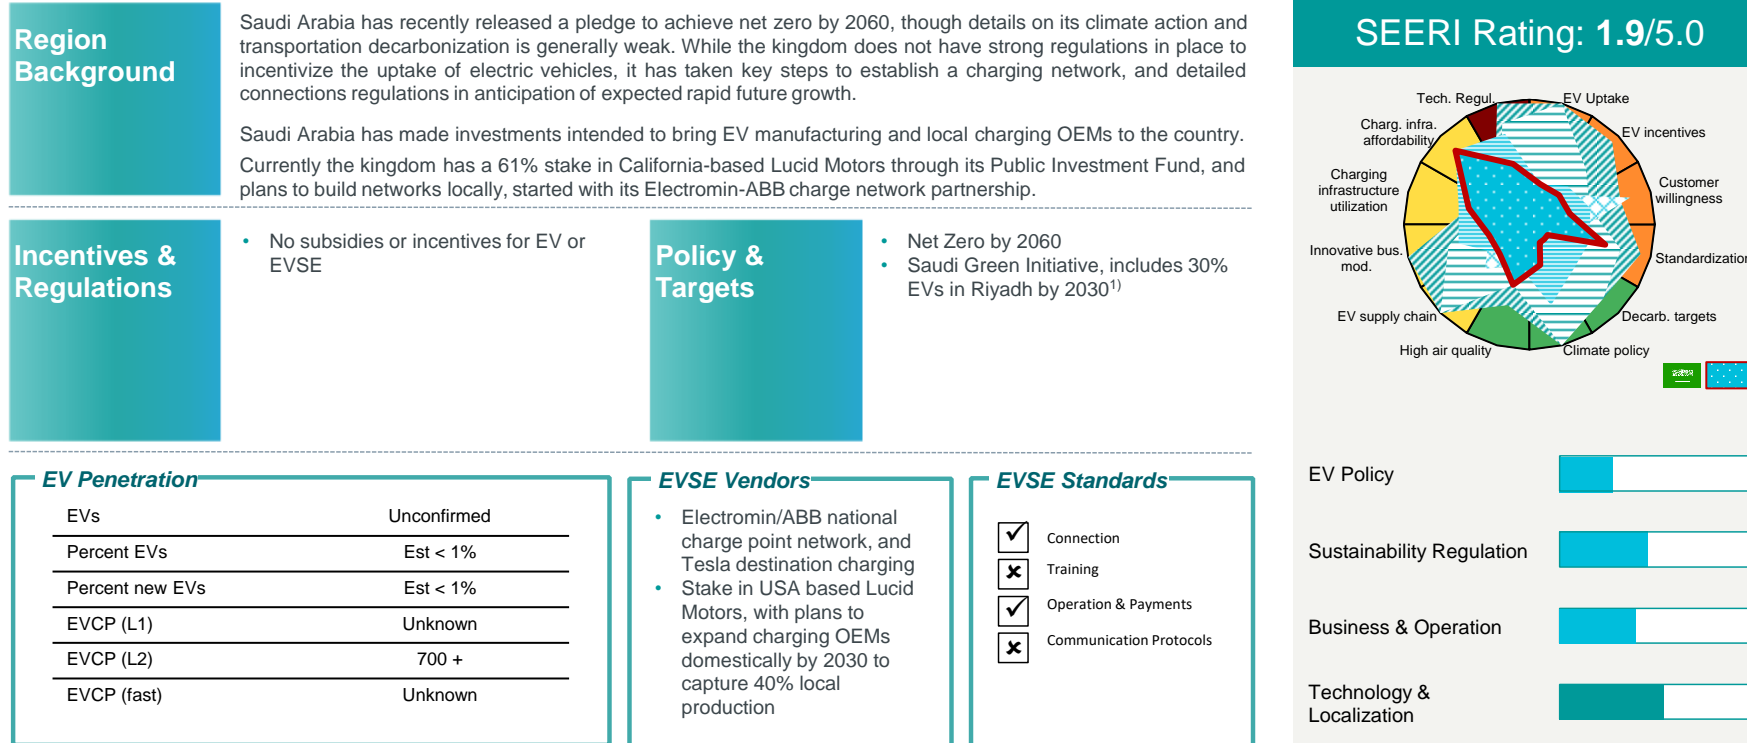 Region
Background
Saudi Arabia has recently released a pledge to achieve net zero by 2060, though details on its climate action and
transportation decarbonization is generally weak. While the kingdom does not have strong regulations in place to
incentivize the uptake of electric vehicles, it has taken key steps to establish a charging network, and detailed
connections regulations in anticipation of expected rapid future growth.
Saudi Arabia has made investments intended to bring EV manufacturing and local charging OEMs to the country.
Currently the kingdom has a 61% stake in California-based Lucid Motors through its Public Investment Fund, and
plans to build networks locally, started with its Electromin-ABB charge network partnership.
Incentives &
Regulations
• No subsidies or incentives for EV or
EVSE
Policy &
Targets
• Net Zero by 2060
• Saudi Green Initiative, includes 30%
EVs in Riyadh by 2030¹⁾
EV Penetration
EVs Unconfirmed
Percent EVs Est < 1%
Percent new EVs Est < 1%
EVCP (L1) Unknown
EVCP (L2) 700 +
EVCP (fast) Unknown
EVSE Vendors
• Electromin/ABB national
charge point network, and
Tesla destination charging
• Stake in USA based Lucid
Motors, with plans to
expand charging OEMs
domestically by 2030 to
capture 40% local
production
EVSE Standards
Connection
Training
Operation & Payments
Communication Protocols
SEERI Rating: 1.9/5.0
Tech. Regul.
EV Uptake
Charg. infra.
affordability
EV incentives
Charging
infrastructure
utilization
Customer
willingness
Innovative bus.
mod.
Standardization
EV supply chain
Decarb. targets
High air quality
Climate policy
EV Policy
Sustainability Regulation
Business & Operation
Technology &
Localization